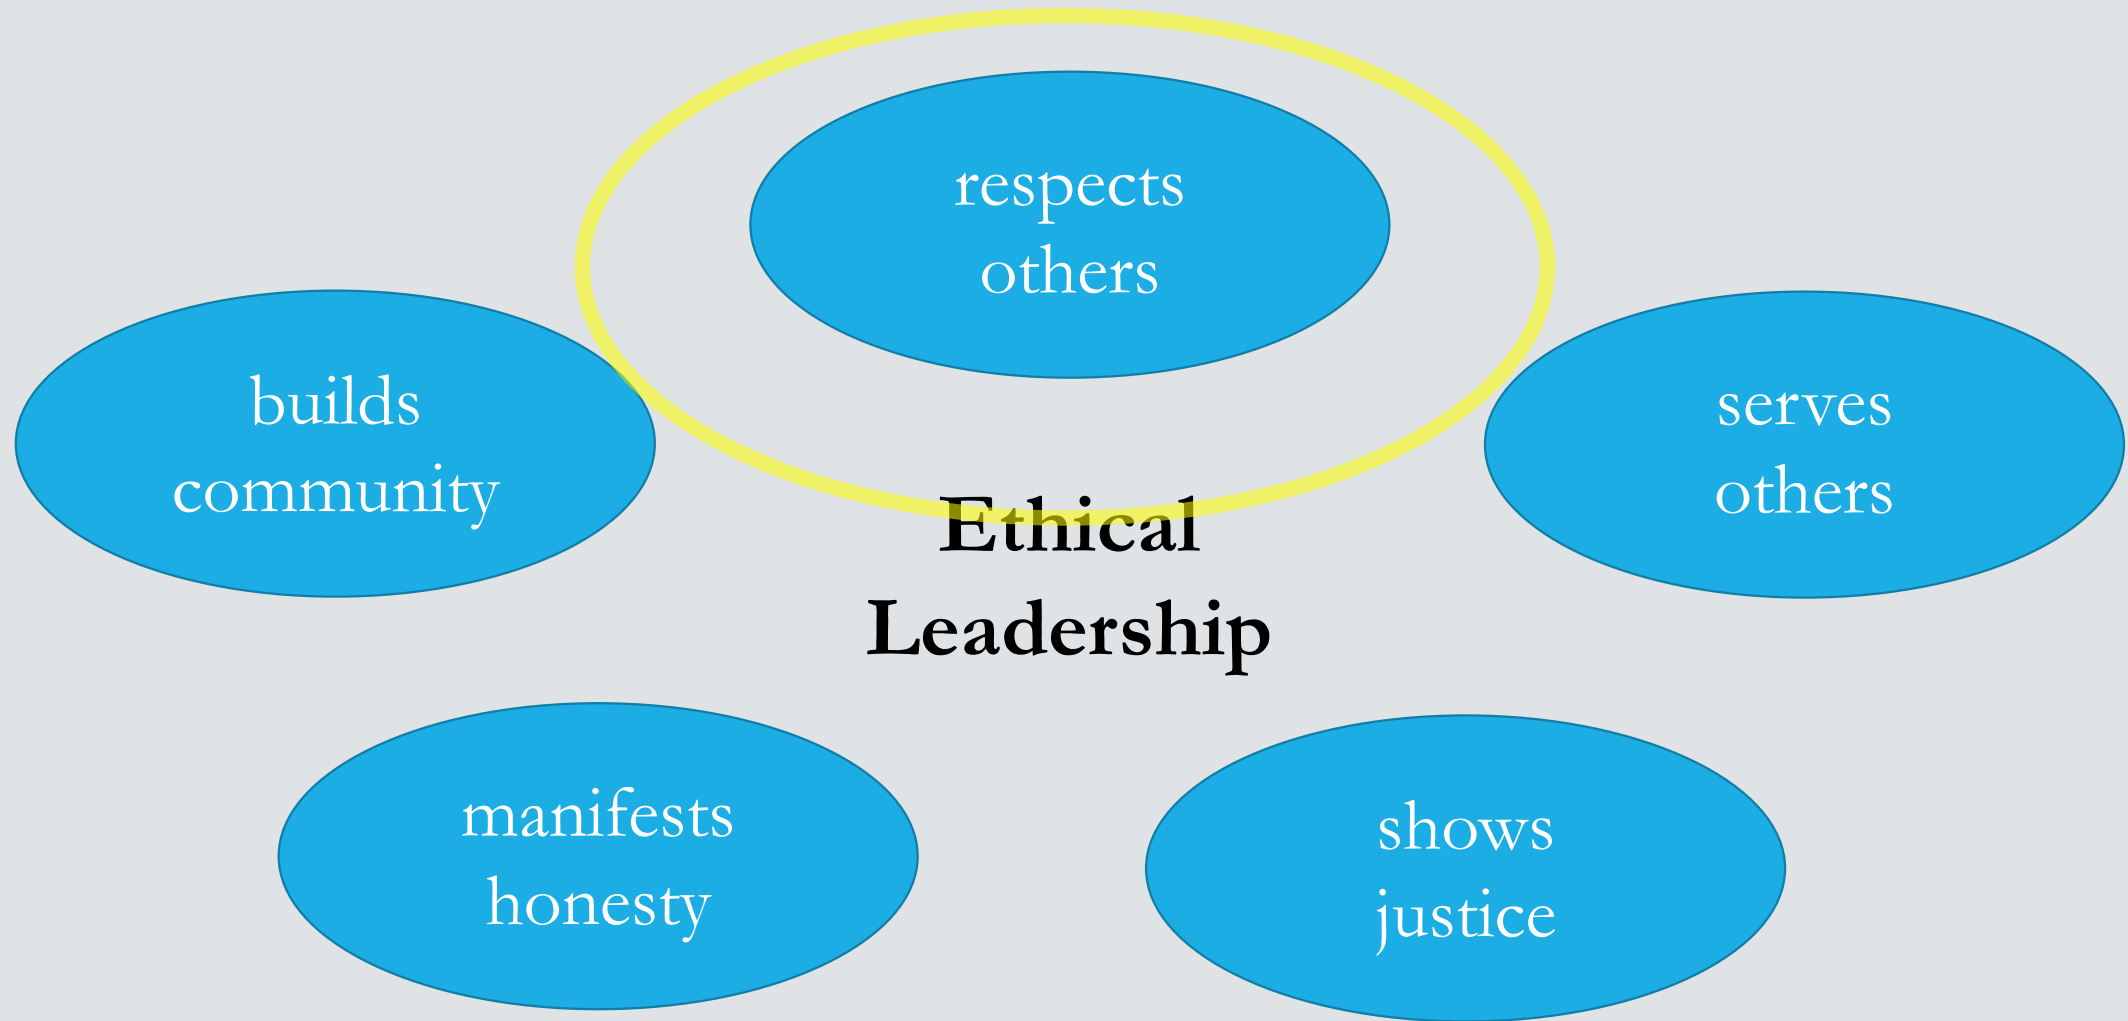 respects
others
builds
community
serves
others
Ethical
Leadership
manifests
honesty
shows
justice